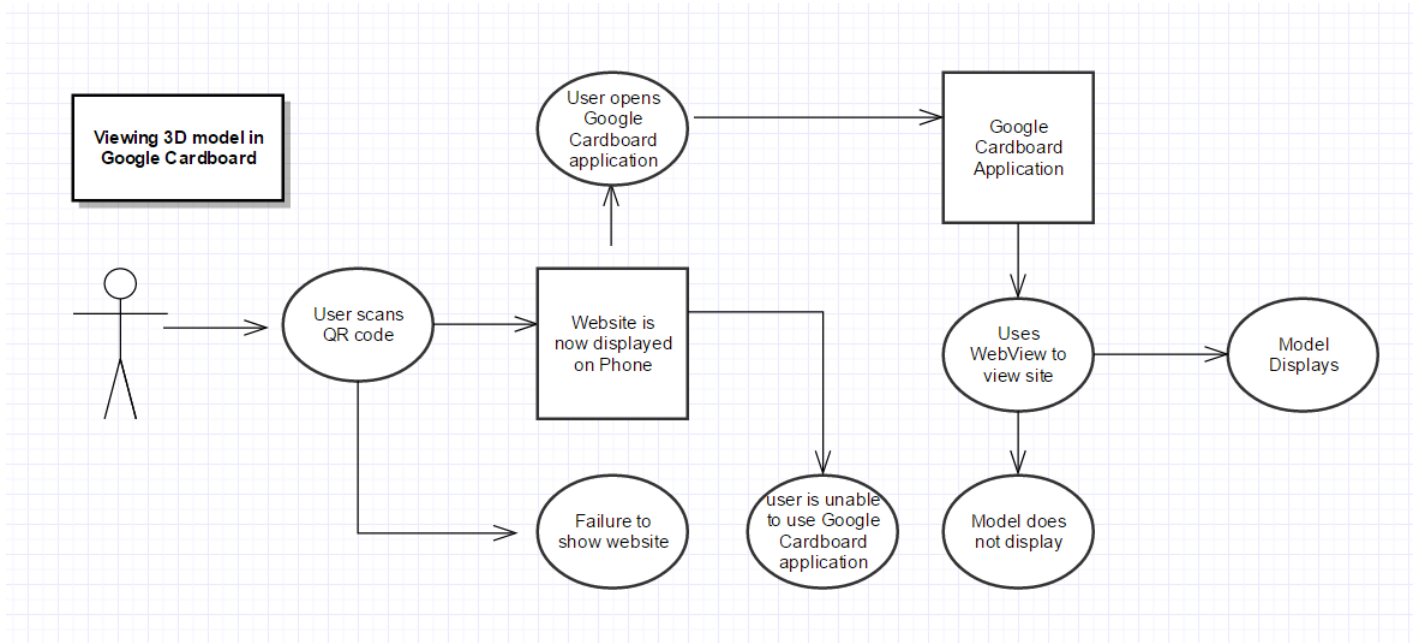 Viewing 3D model in
Google Cardboard
User opens
Google
Cardboard
application
Google
Cardboard
Application
User scans
QR code
Website is
now displayed
on Phone
Uses
WebView to
view site
Model
Displays
Failure to
show website
user is unable
to use Google
Cardboard
application
Model does
not display